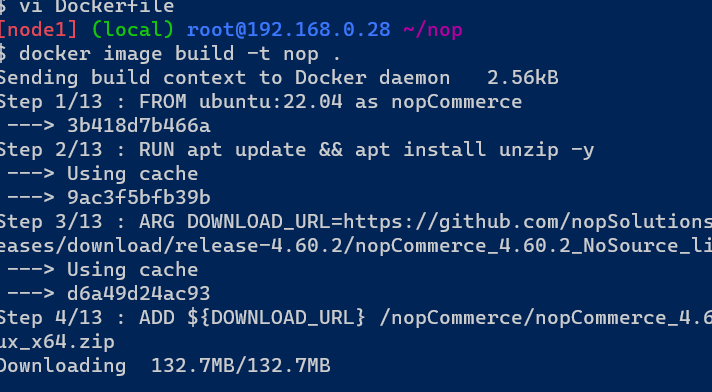 $ vi Dockerfile
[node1] (local) root@192.168.0.28 ~/nop
$ docker image build -t nop .
Sending build context to Docker daemon   2.56kB
Step 1/13 : FROM ubuntu:22.04 as nopCommerce
 ---> 3b418d7b466a
Step 2/13 : RUN apt update && apt install unzip -y
 ---> Using cache
 ---> 9ac3f5bfb39b
Step 3/13 : ARG DOWNLOAD_URL=https://github.com/nopSolutions
eases/download/release-4.60.2/nopCommerce_4.60.2_NoSource_li
 ---> Using cache
 ---> d6a49d24ac93
Step 4/13 : ADD ${DOWNLOAD_URL} /nopCommerce/nopCommerce_4.6
ux_x64.zip
Downloading  132.7MB/132.7MB